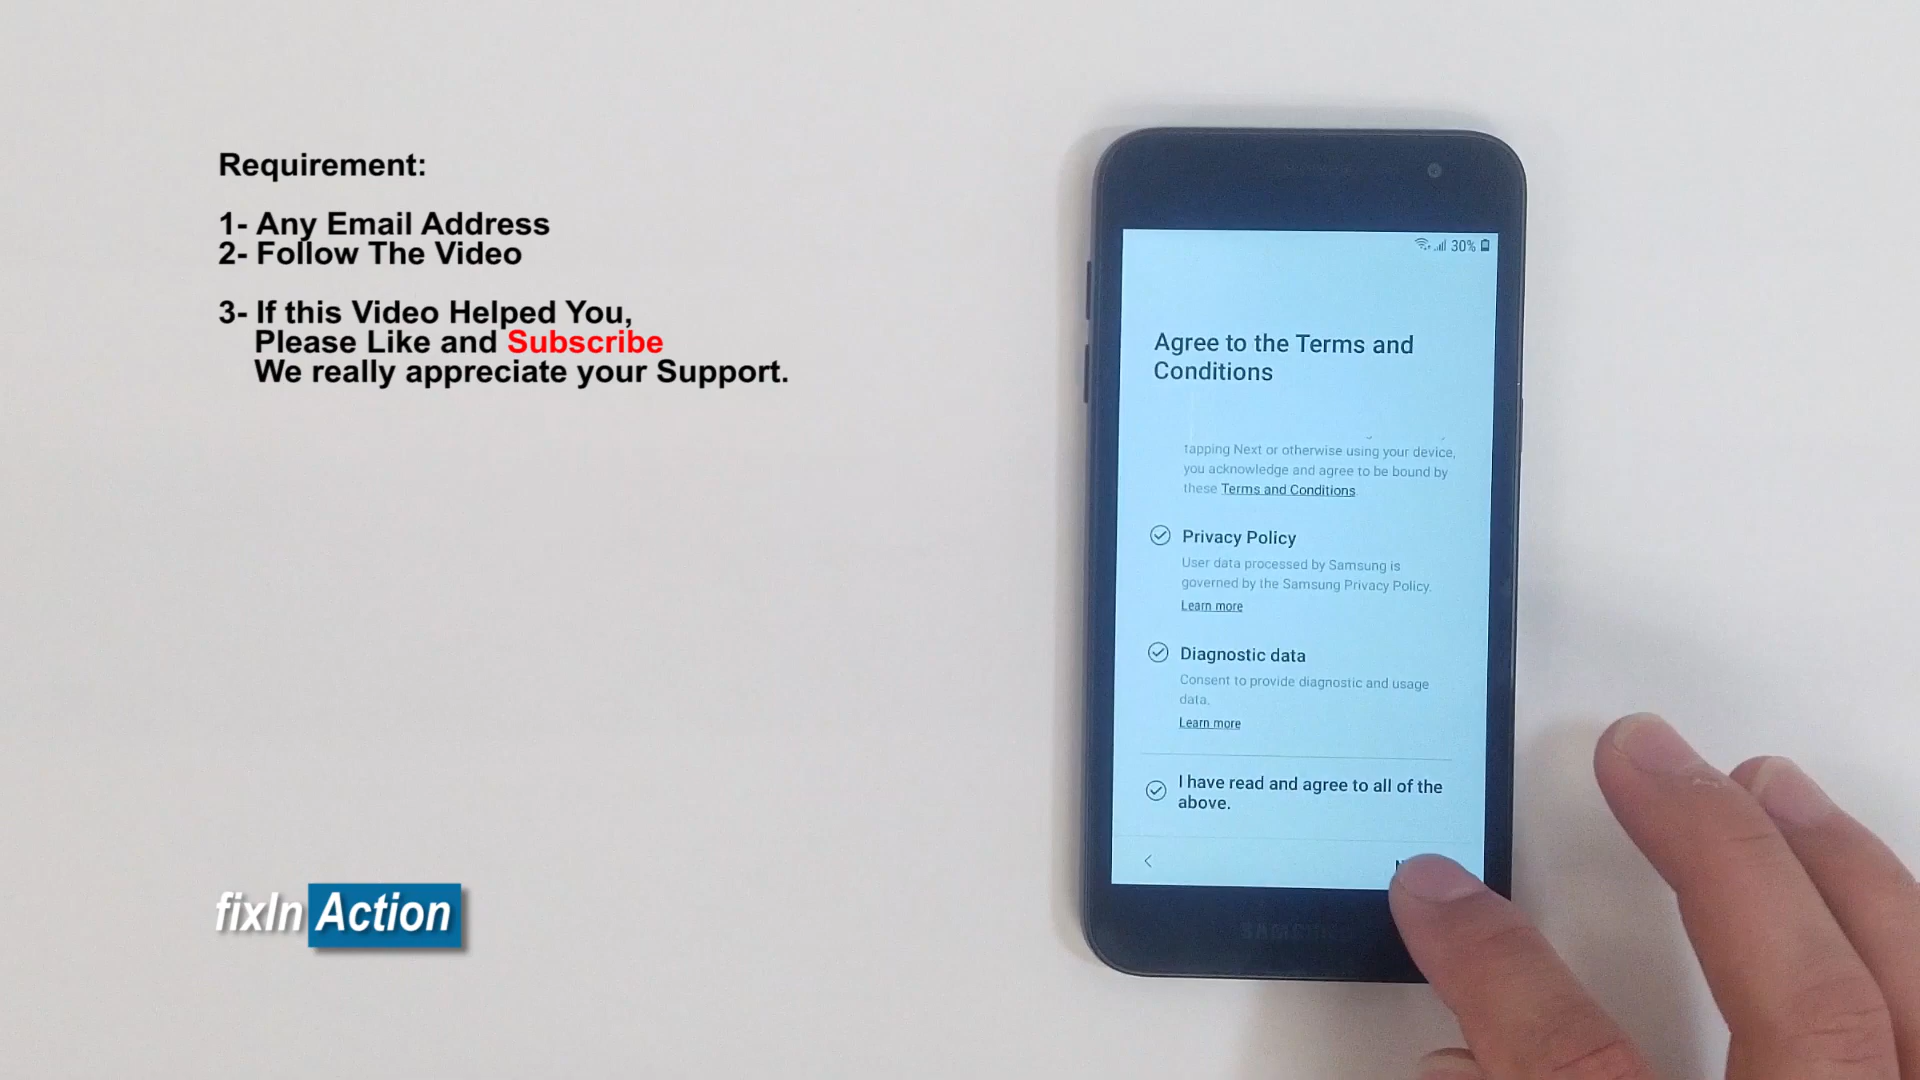 Requirement:
1- Any Email Address
2- Follow The Video
3- If this Video Helped You,
Please Like and Subscribe
We really appreciate your Support.
fixIn Action
30%
Agree to the Terms and
Conditions
tapping Next or otherwise using your device,
you acknowledge and agree to be bound by
these Terms and Conditions
Privacy Policy
User data processed by Samsung is
governed by the Samsung Privacy Policy.
Learn more
Diagnostic data
Consent to provide diagnostic and usage
data.
Learn more
I have read and agree to all of the
above.
SAMSUNG